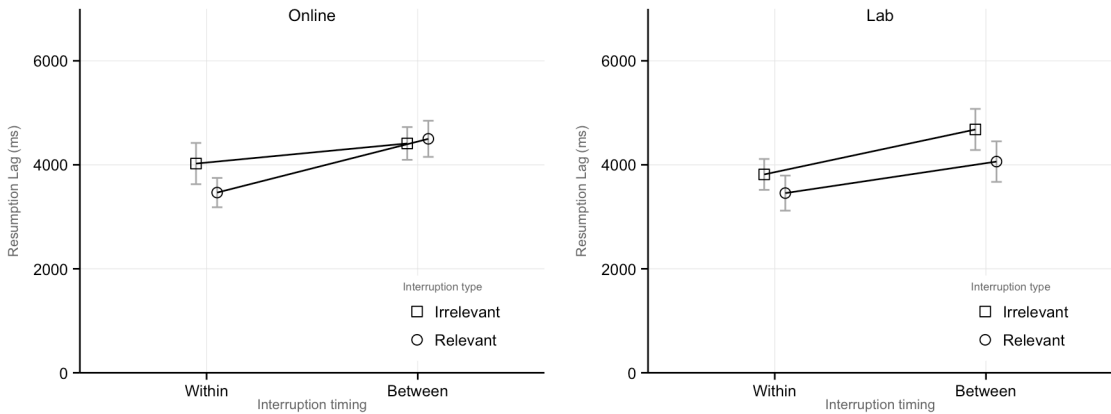 Online
Resumption Lag (ms)
6000
4000
2000
0
Interruption type
Irrelevant
Relevant
Within
Between
Interruption timing
Lab
Resumption Lag (ms)
6000
4000
2000
0
Interruption type
Irrelevant
Relevant
Within
Between
Interruption timing